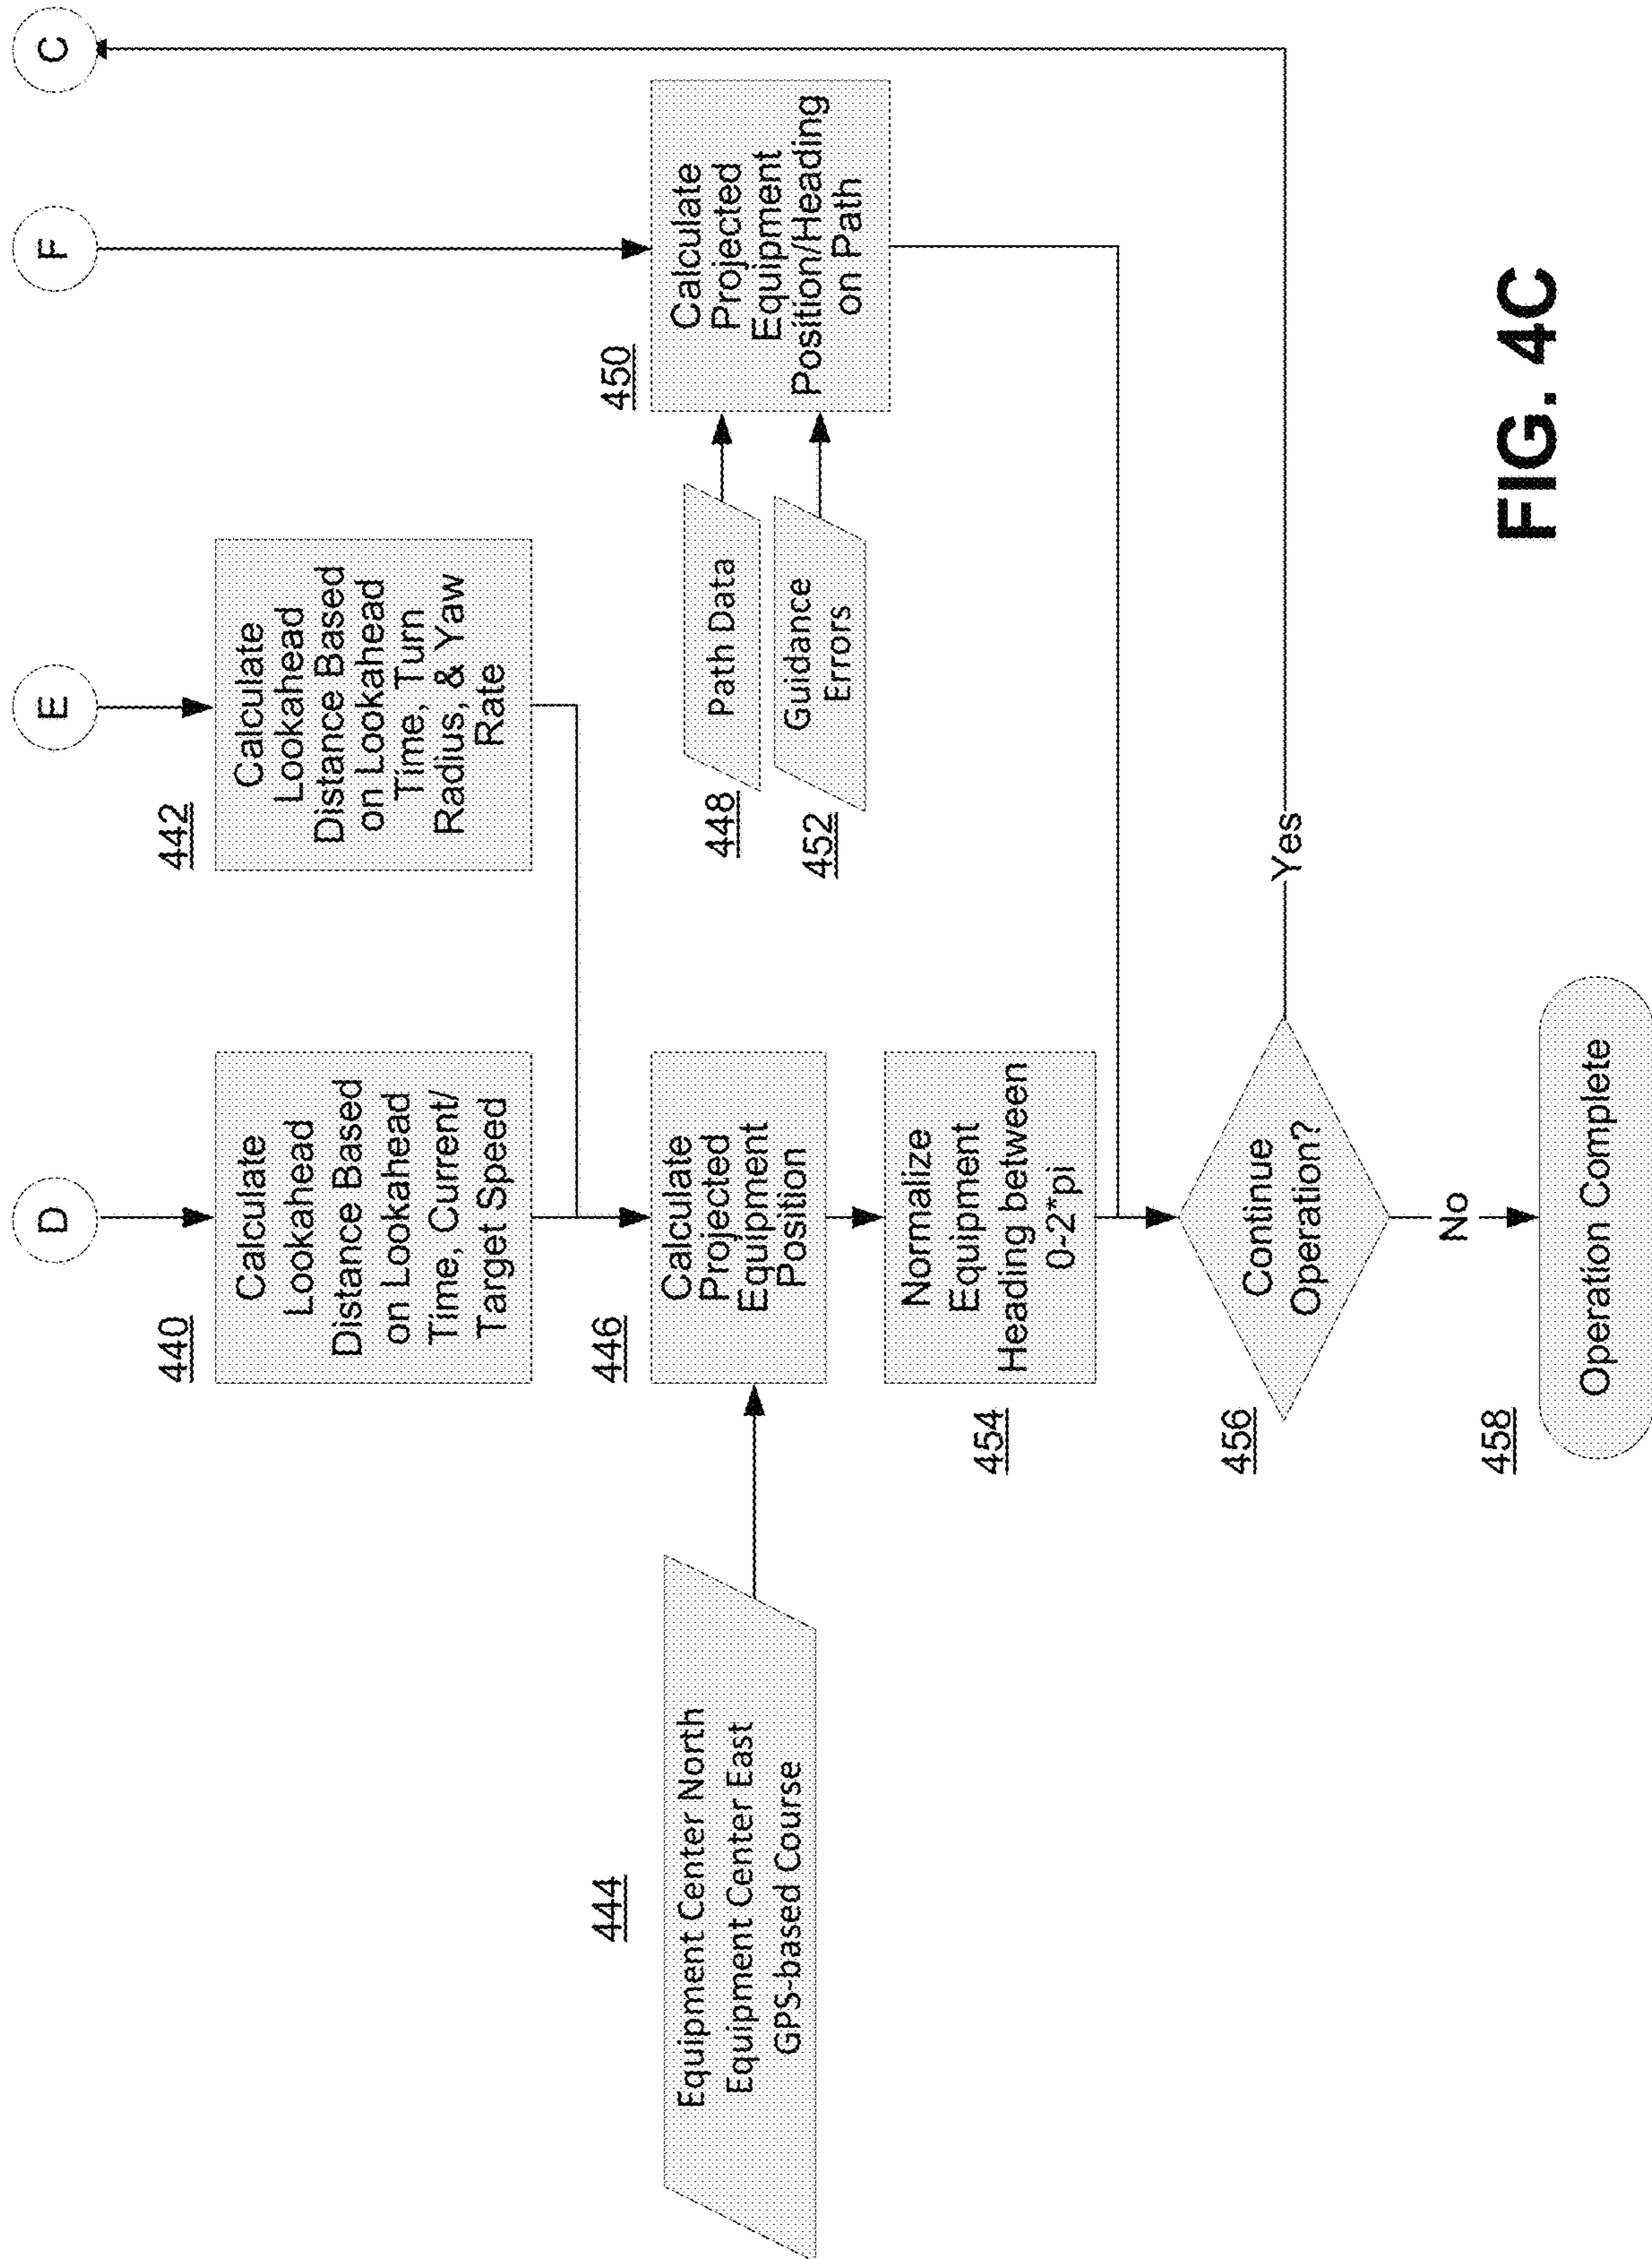 D
E
F
C
440
Calculate
Lookahead
Distance Based
on Lookahead
Time, Current/
Target Speed
442
Calculate
Lookahead
Distance Based
on Lookahead
Time, Turn
Radius, & Yaw
Rate
444
Equipment Center North
Equipment Center East
GPS-based Course
446
Calculate
Projected
Equipment
Position
448
Path Data
452
Guidance
Errors
450
Calculate
Projected
Equipment
Position/Heading
on Path
454
Normalize
Equipment
Heading between
0-2*pi
456
Continue
Operation?
Yes
No
458
Operation Complete
FIG. 4C